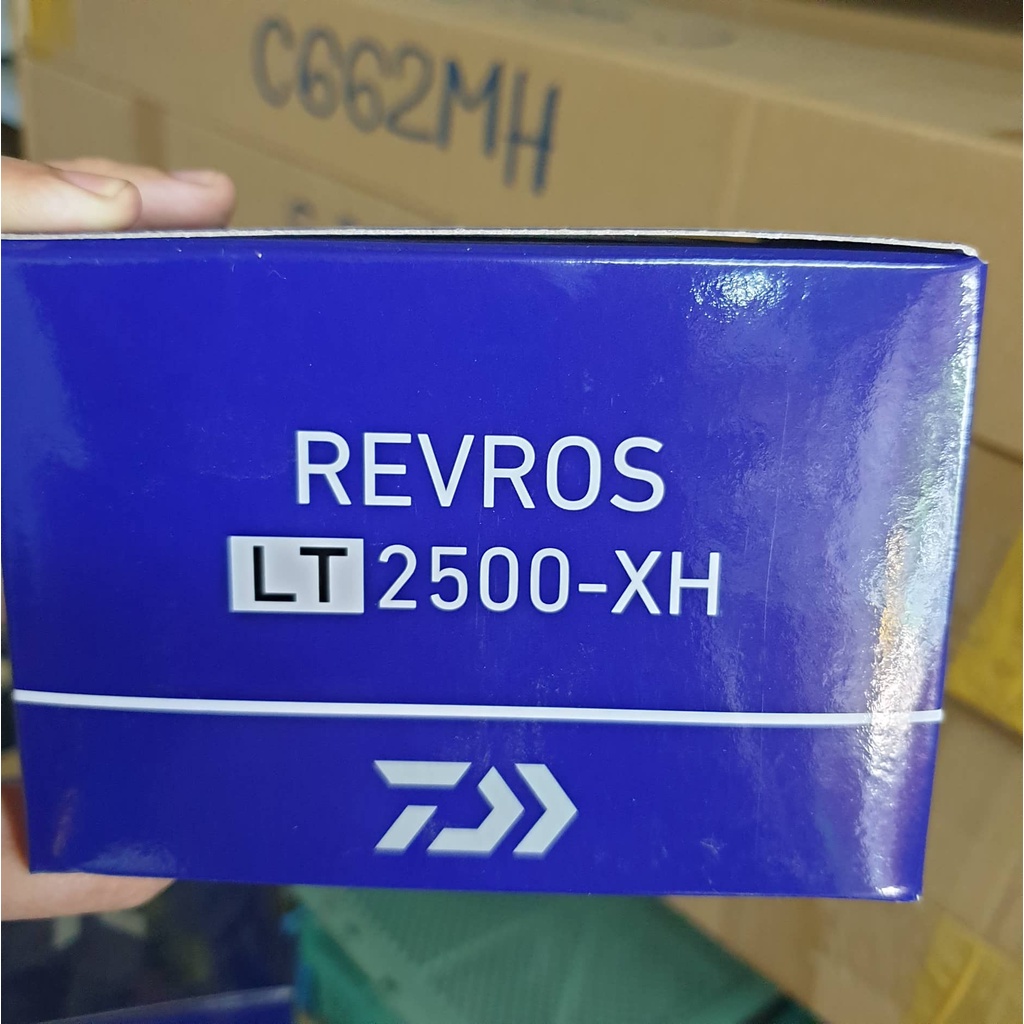 C662MH
REVROS
LT 2500-XH